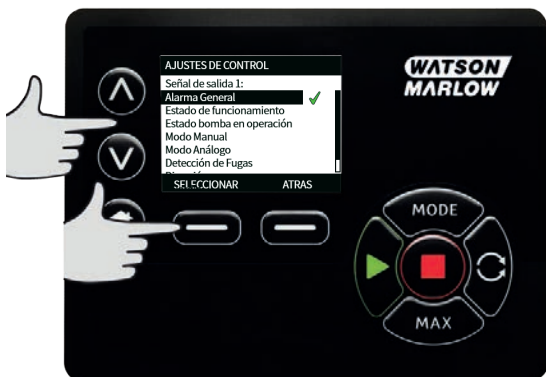 AJUSTES DE CONTROL
Señal de salida 1:
Alarma General
Estado de funcionamiento
Estado bomba en operación
Modo Manual
Modo Análogo
Detección de Fugas
SELECCIONAR ATRAS
WATSON
MARLOW
MODE
MAX